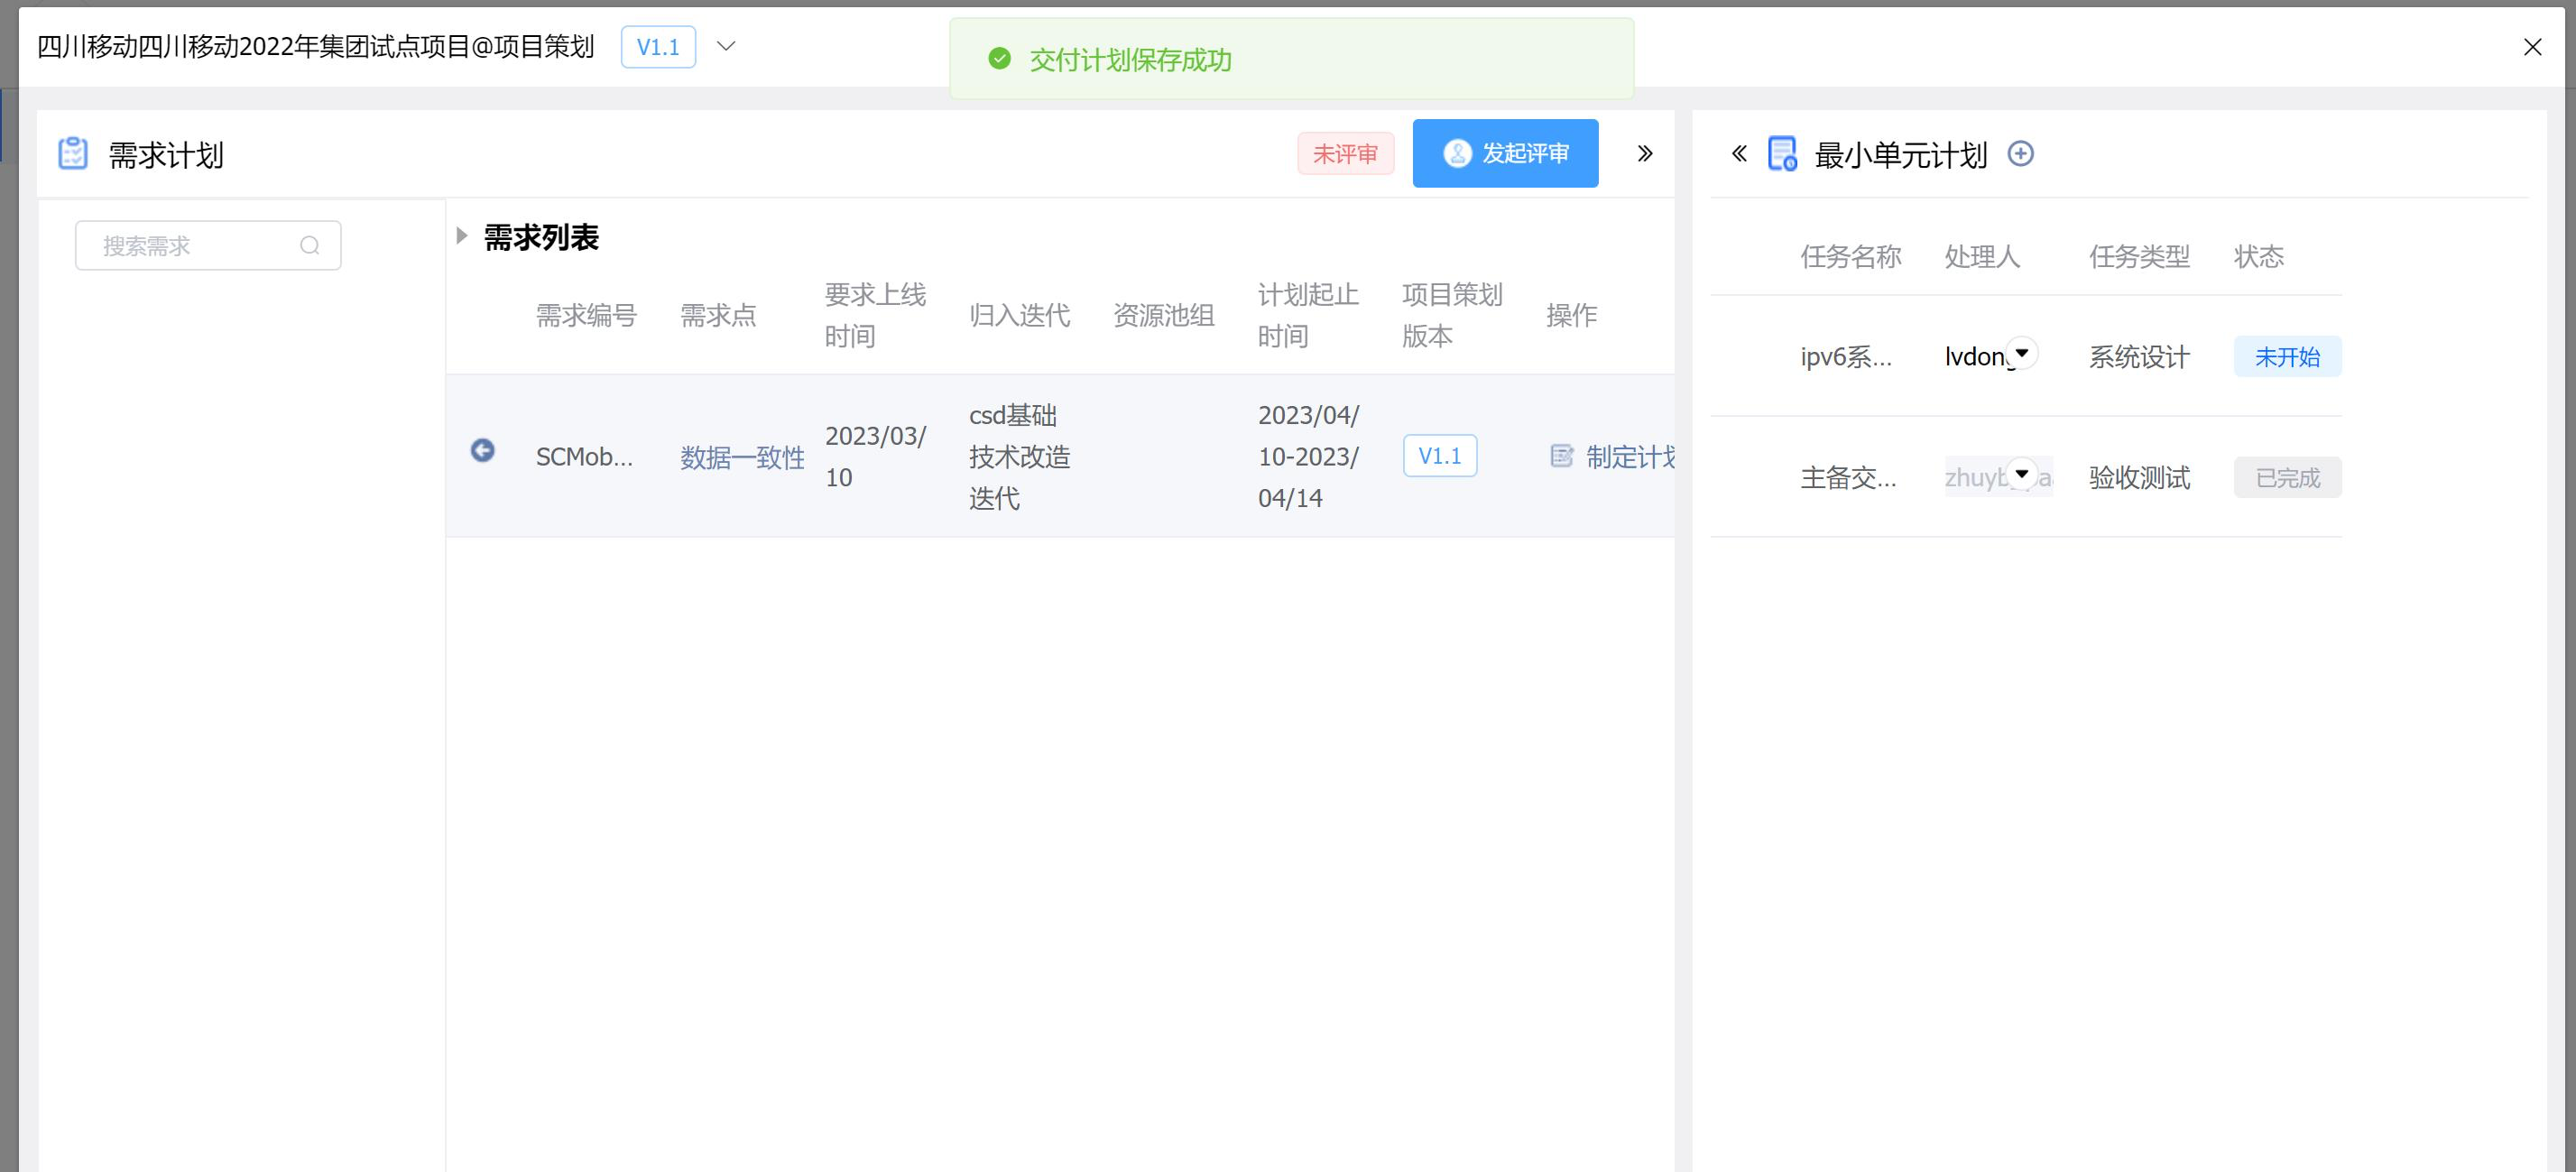 四川移动四川移动2022年集团试点项目@项目策划 V1.1
交付计划保存成功
需求计划
未评审
发起评审
搜索需求
需求列表
需求编号 需求点 要求上线时间 归入迭代 资源池组 计划起止时间 项目策划版本 操作
SCMob... 数据一致性 2023/03/10 csd基础技术改造迭代 2023/04/10-2023/04/14 V1.1 制定计划
最小单元计划
任务名称 处理人 任务类型 状态
ipv6系... lvdong 系统设计 未开始
主备交... 验收测试 已完成